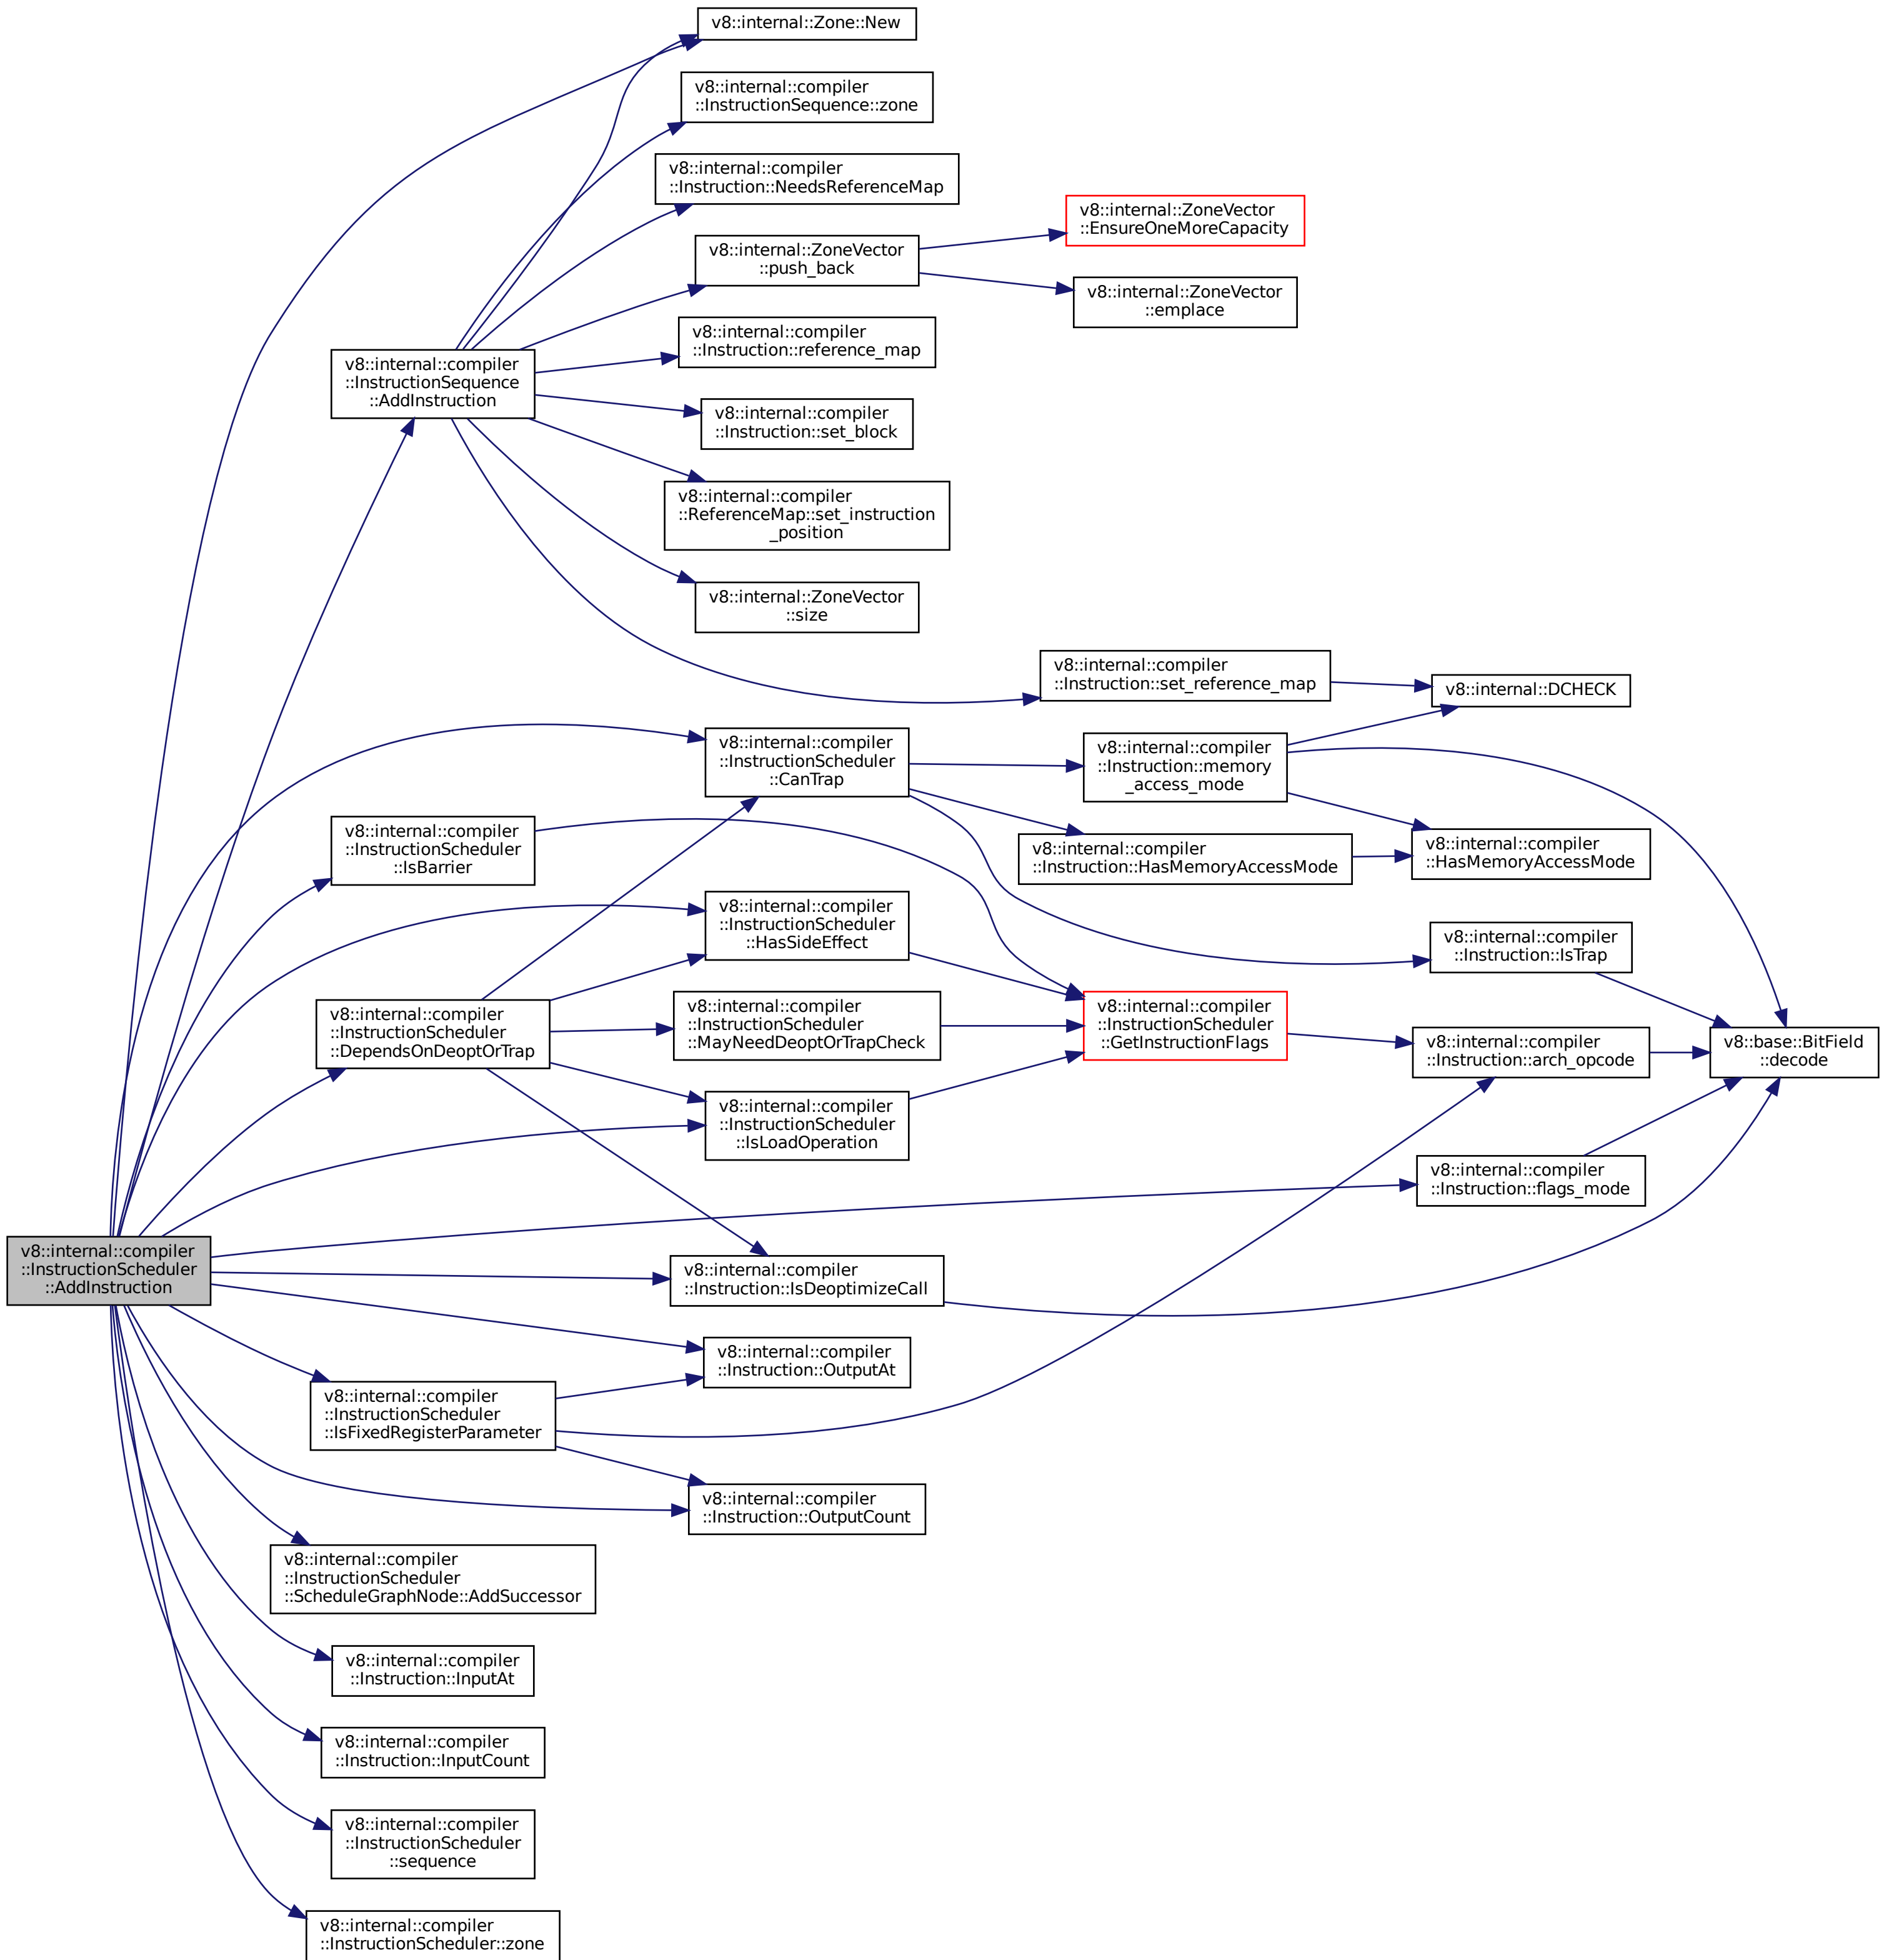 v8::internal::Zone::New
v8::internal::compiler
::InstructionSequence::zone
v8::internal::compiler
::Instruction::NeedsReferenceMap
v8::internal::ZoneVector
::EnsureOneMoreCapacity
v8::internal::ZoneVector
::push_back
v8::internal::ZoneVector
::emplace
v8::internal::compiler
::Instruction::reference_map
v8::internal::compiler
::InstructionSequence
::AddInstruction
v8::internal::compiler
::Instruction::set_block
v8::internal::compiler
::ReferenceMap::set_instruction
_position
v8::internal::ZoneVector
::size
v8::internal::compiler
::Instruction::set_reference_map
v8::internal::DCHECK
v8::internal::compiler
::InstructionScheduler
::CanTrap
v8::internal::compiler
::Instruction::memory
_access_mode
v8::internal::compiler
::InstructionScheduler
::IsBarrier
v8::internal::compiler
::Instruction::HasMemoryAccessMode
v8::internal::compiler
::HasMemoryAccessMode
v8::internal::compiler
::InstructionScheduler
::HasSideEffect
v8::internal::compiler
::Instruction::IsTrap
v8::internal::compiler
::InstructionScheduler
::DependsOnDeoptOrTrap
v8::internal::compiler
::InstructionScheduler
::MayNeedDeoptOrTrapCheck
v8::internal::compiler
::InstructionScheduler
::GetInstructionFlags
v8::internal::compiler
::Instruction::arch_opcode
v8::base::BitField
::decode
v8::internal::compiler
::InstructionScheduler
::IsLoadOperation
v8::internal::compiler
::Instruction::flags_mode
v8::internal::compiler
::InstructionScheduler
::AddInstruction
v8::internal::compiler
::Instruction::IsDeoptimizeCall
v8::internal::compiler
::Instruction::OutputAt
v8::internal::compiler
::InstructionScheduler
::IsFixedRegisterParameter
v8::internal::compiler
::Instruction::OutputCount
v8::internal::compiler
::InstructionScheduler
::ScheduleGraphNode::AddSuccessor
v8::internal::compiler
::Instruction::InputAt
v8::internal::compiler
::Instruction::InputCount
v8::internal::compiler
::InstructionScheduler
::sequence
v8::internal::compiler
::InstructionScheduler::zone